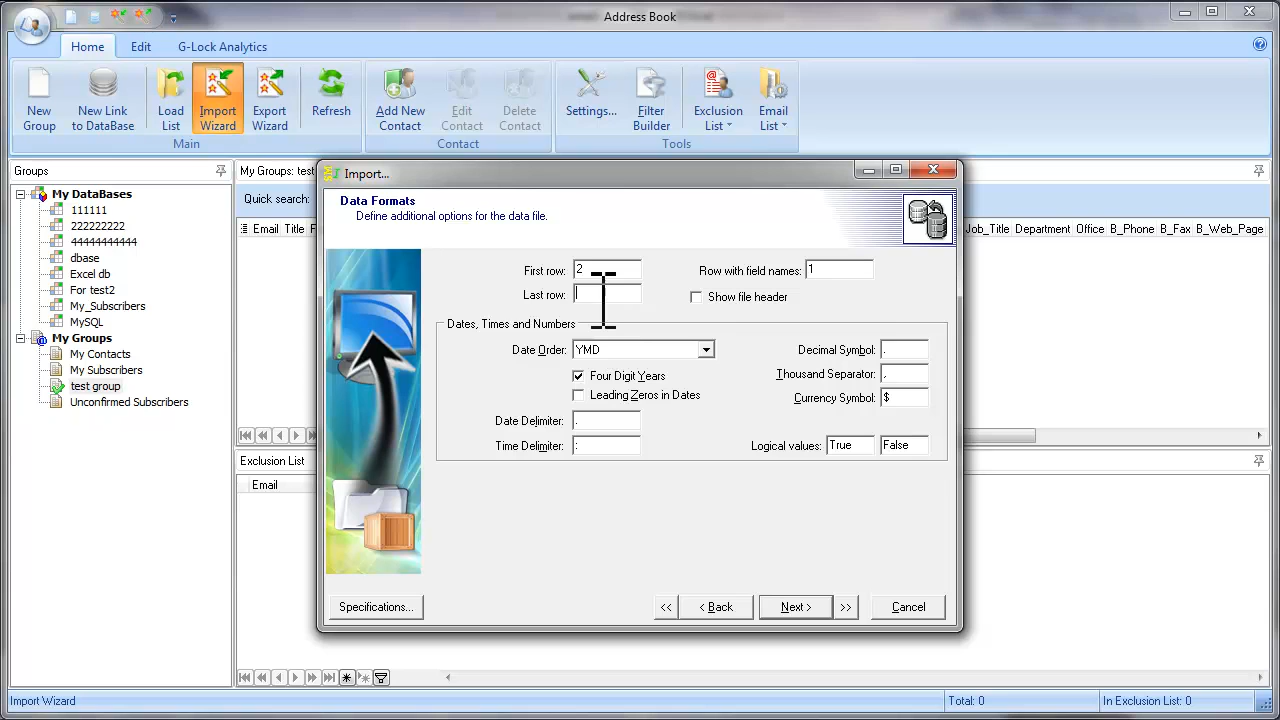 Address Book
Home Edit G-Lock Analytics
New Group
New Link to DataBase
Load List
Import Wizard
Export Wizard
Refresh
Add New Contact
Edit Contact
Delete Contact
Settings...
Filter Builder
Exclusion List
Email List
Main Contact Tools
Groups
My DataBases
111111
222222222
44444444444
dbase
Excel db
For test2
My_Subscribers
MySQL
My Groups
My Contacts
My Subscribers
test group
Unconfirmed Subscribers
My Groups: test
Quick search:
Email Title F Job_Title Department Office B_Phone B_Fax B_Web_Page
Exclusion List
Email
Import...
Data Formats
Define additional options for the data file.
First row: 2 Row with field names: 1
Last row: Show file header
Dates, Times and Numbers
Date Order: YMD Decimal Symbol: .
Four Digit Years Thousand Separator: ,
Leading Zeros in Dates Currency Symbol: $
Date Delimiter: .
Time Delimiter: : Logical values: True False
Specifications... << < Back Next > >> Cancel
Import Wizard Total: 0 In Exclusion List: 0